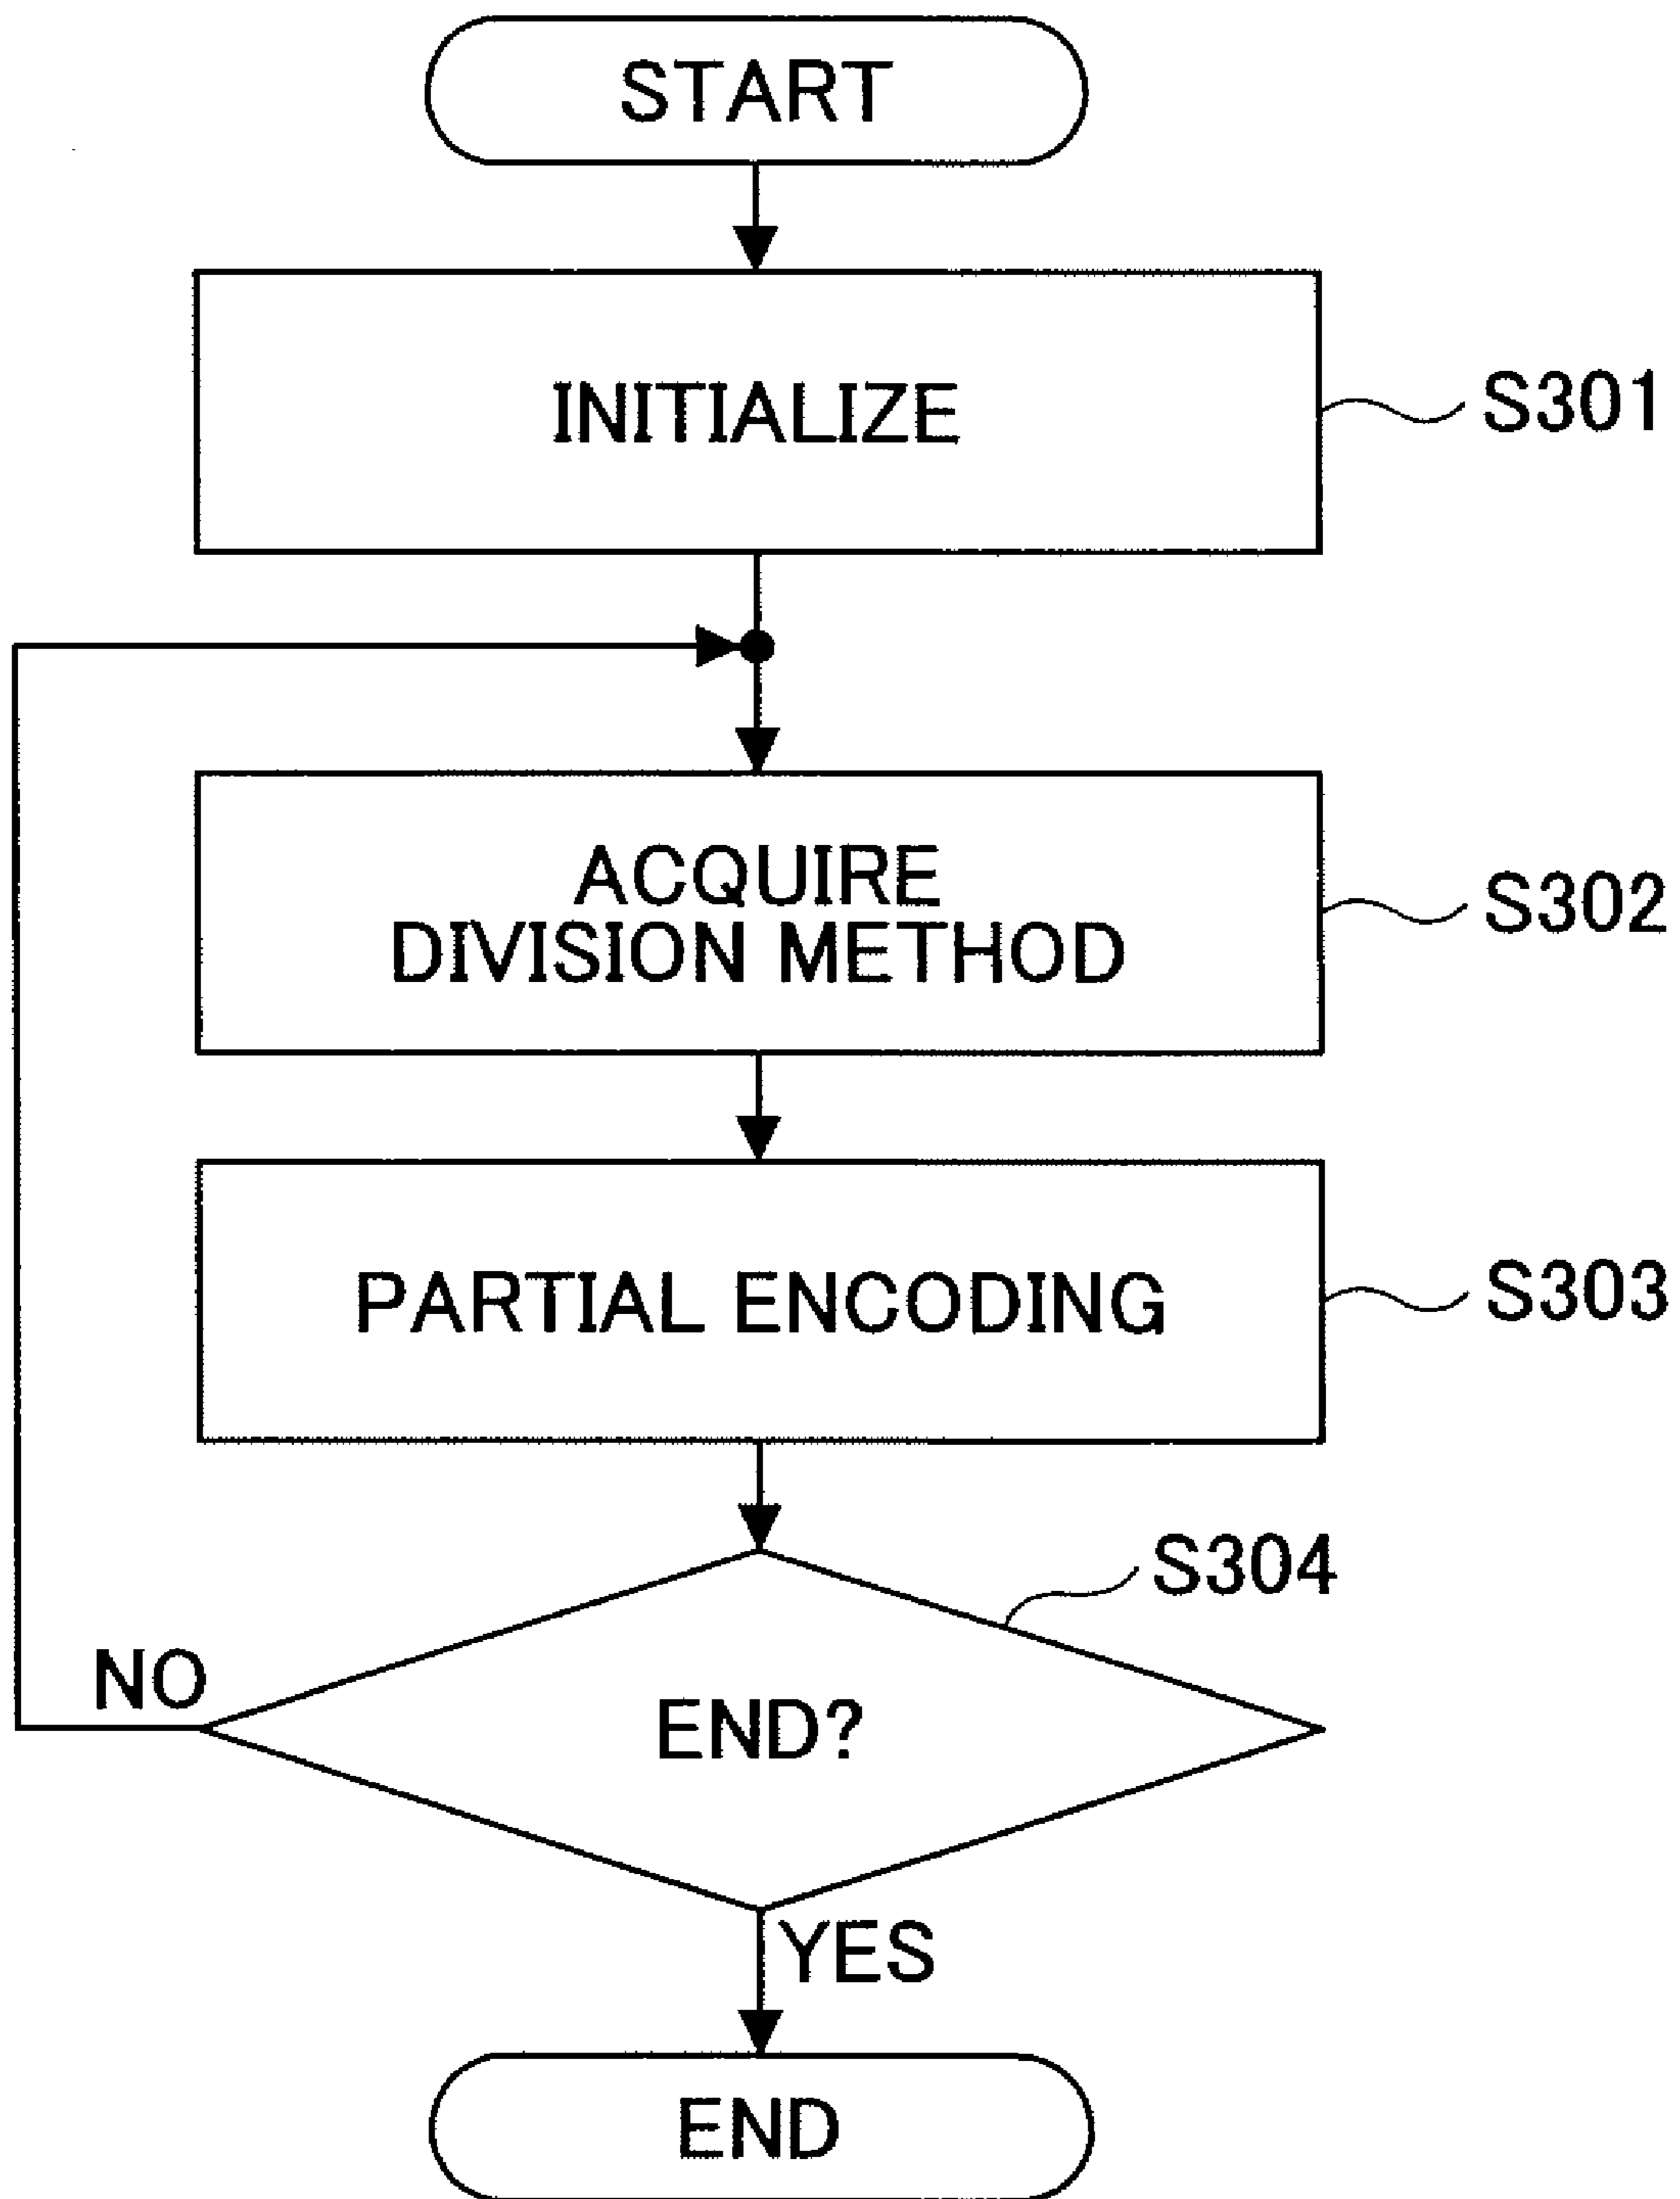 START
INITIALIZE
S301
ACQUIRE
DIVISION METHOD
S302
PARTIAL ENCODING
S303
S304
NO
END?
YES
END